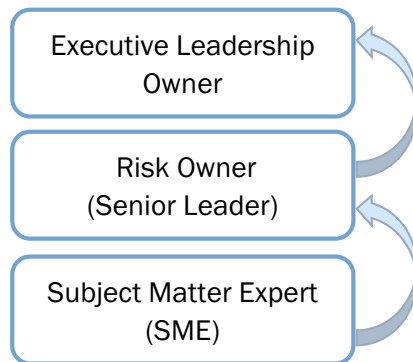 Executive Leadership
Owner
Risk Owner
(Senior Leader)
Subject Matter Expert
(SME)